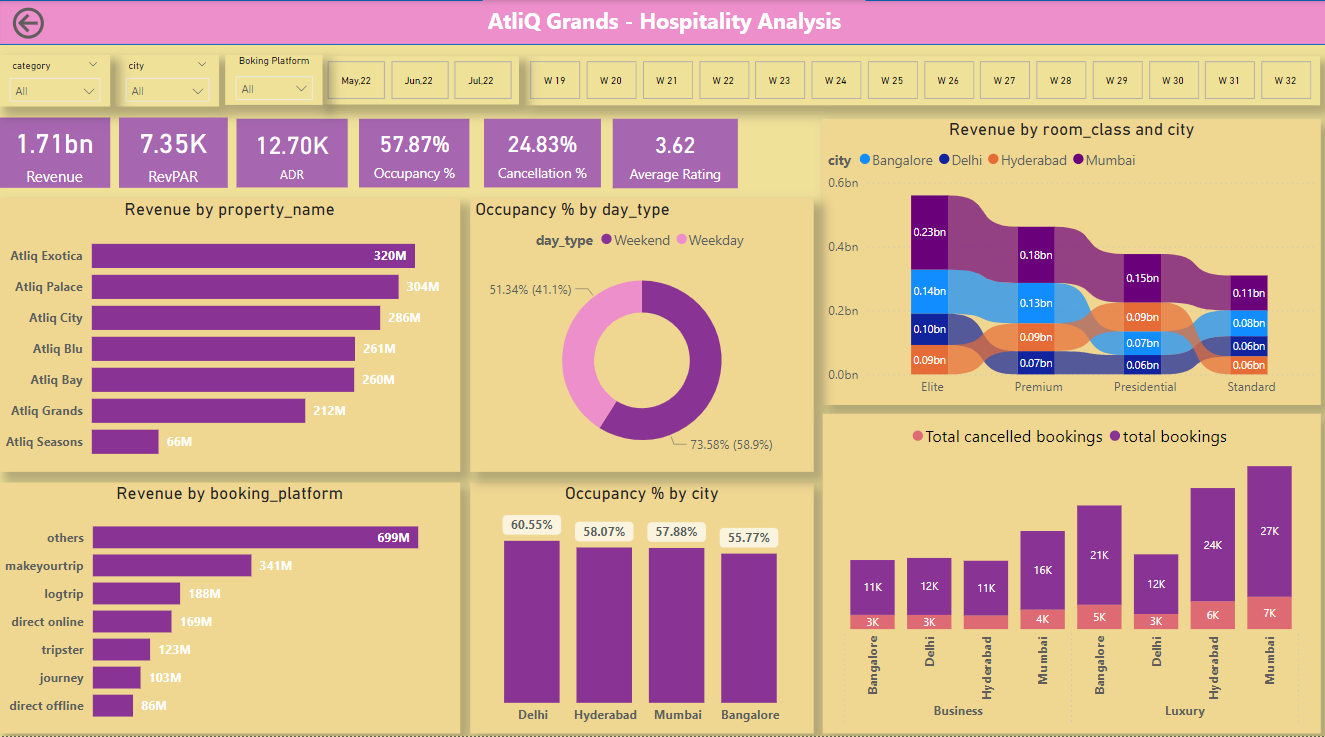 AtliQ Grands - Hospitality Analysis
category
All
city
All
Boking Platform
All
May,22
Jun,22
Jul,22
W 19
W 20
W 21
W 22
W 23
W 24
W 25
W 26
W 27
W 28
W 29
W 30
W 31
W 32
1.71bn
Revenue
7.35K
RevPAR
12.70K
ADR
57.87%
Occupancy %
24.83%
Cancellation %
3.62
Average Rating
Revenue by property_name
Atliq Exotica 320M
Atliq Palace 304M
Atliq City 286M
Atliq Blu 261M
Atliq Bay 260M
Atliq Grands 212M
Atliq Seasons 66M
Occupancy % by day_type
day_type Weekend Weekday
51.34% (41.1%)
73.58% (58.9%)
Revenue by room_class and city
city Bangalore Delhi Hyderabad Mumbai
0.6bn
0.4bn
0.2bn
0.0bn
0.23bn
0.14bn
0.10bn
0.09bn
0.18bn
0.13bn
0.09bn
0.07bn
0.15bn
0.09bn
0.07bn
0.06bn
0.11bn
0.08bn
0.06bn
0.06bn
Elite Premium Presidential Standard
Revenue by booking_platform
others 699M
makeyourtrip 341M
logtrip 188M
direct online 169M
tripster 123M
journey 103M
direct offline 86M
Occupancy % by city
60.55% 58.07% 57.88% 55.77%
Delhi Hyderabad Mumbai Bangalore
Total cancelled bookings total bookings
11K 12K 11K 16K 21K 12K 24K 27K
3K 3K 4K 5K 3K 6K 7K
Bangalore
Delhi
Hyderabad
Mumbai
Bangalore
Delhi
Hyderabad
Mumbai
Business Luxury